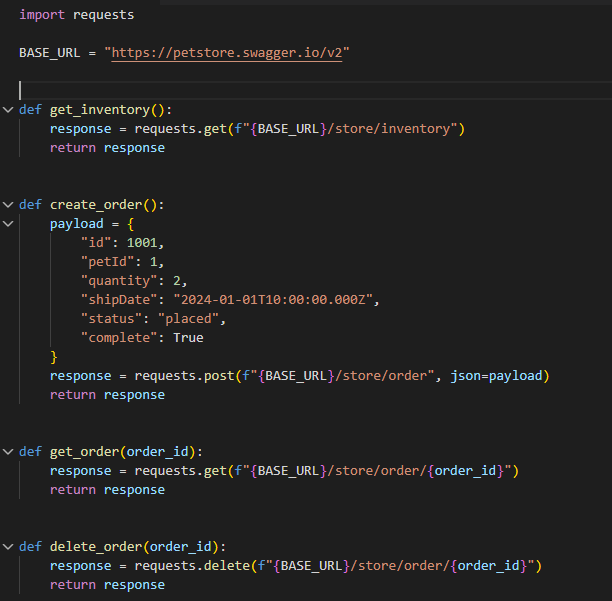 import requests
BASE_URL = "https://petstore.swagger.io/v2"
def get_inventory():
    response = requests.get(f"{BASE_URL}/store/inventory")
    return response
def create_order():
    payload = {
        "id": 1001,
        "petId": 1,
        "quantity": 2,
        "shipDate": "2024-01-01T10:00:00.000Z",
        "status": "placed",
        "complete": True
    }
    response = requests.post(f"{BASE_URL}/store/order", json=payload)
    return response
def get_order(order_id):
    response = requests.get(f"{BASE_URL}/store/order/{order_id}")
    return response
def delete_order(order_id):
    response = requests.delete(f"{BASE_URL}/store/order/{order_id}")
    return response